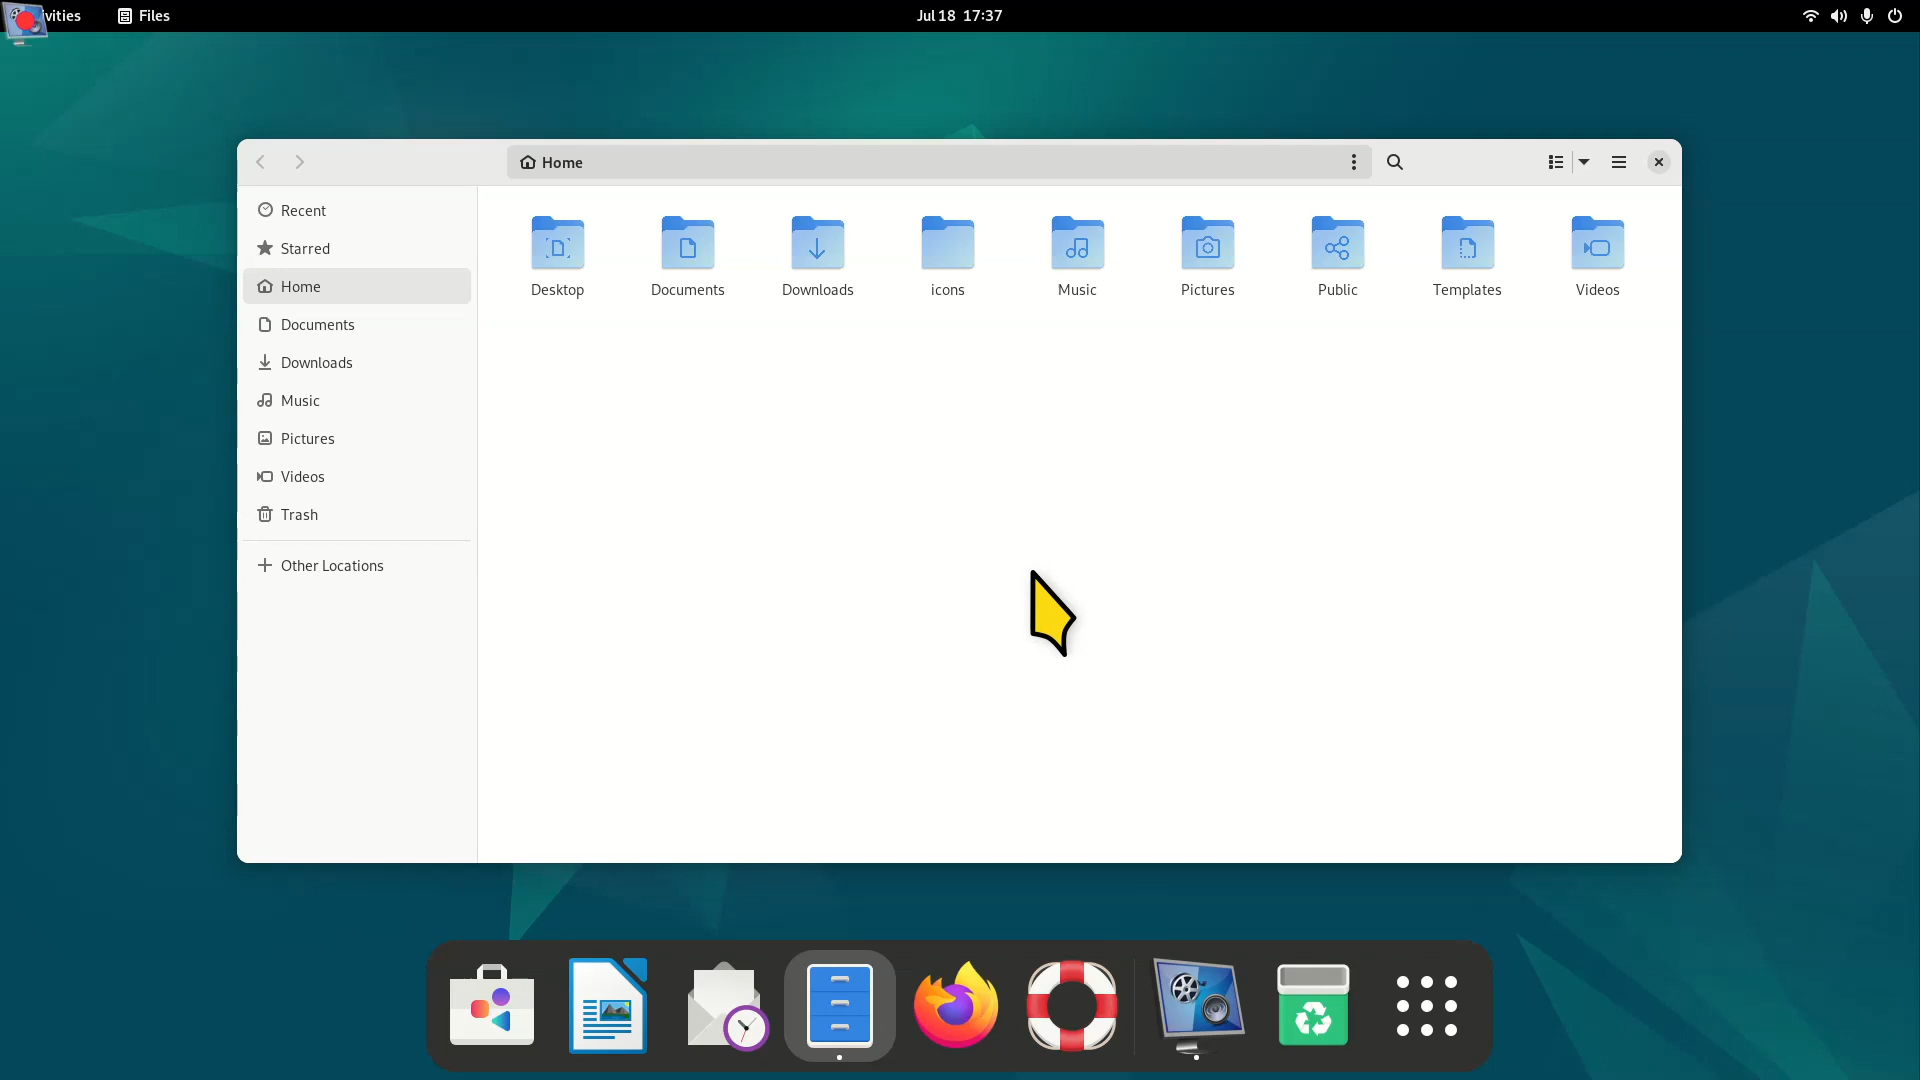 vities
Files
Jul 18 17:37
Home
Recent
Starred
Home
Documents
Downloads
Music
Pictures
Videos
Trash
Other Locations
Desktop
Documents
Downloads
icons
Music
Pictures
Public
Templates
Videos